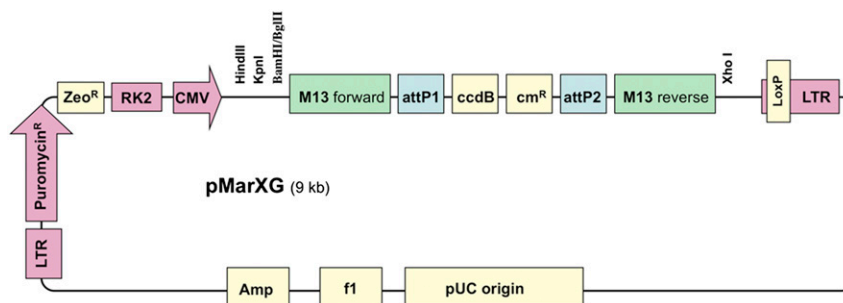 HindIII
KpnI
BamHI/BglII
Xho I
Zeo^R
RK2
CMV
M13 forward
attP1
ccdB
cm^R
attP2
M13 reverse
LoxP
LTR
Puromycin^R
pMarXG (9 kb)
LTR
Amp
f1
pUC origin